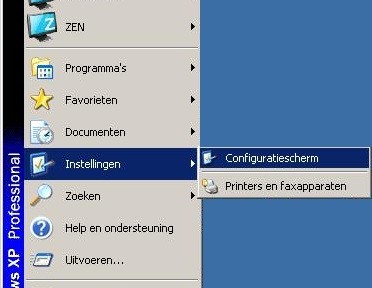 ZEN
Programma's
Favorieten
Documenten
Instellingen
Configuratiescherm
Printers en faxapparaten
Zoeken
Help en ondersteuning
Uitvoeren...
ws XP Professional